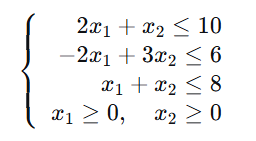 2x₁ + x₂ ≤ 10
−2x₁ + 3x₂ ≤ 6
x₁ + x₂ ≤ 8
x₁ ≥ 0, x₂ ≥ 0